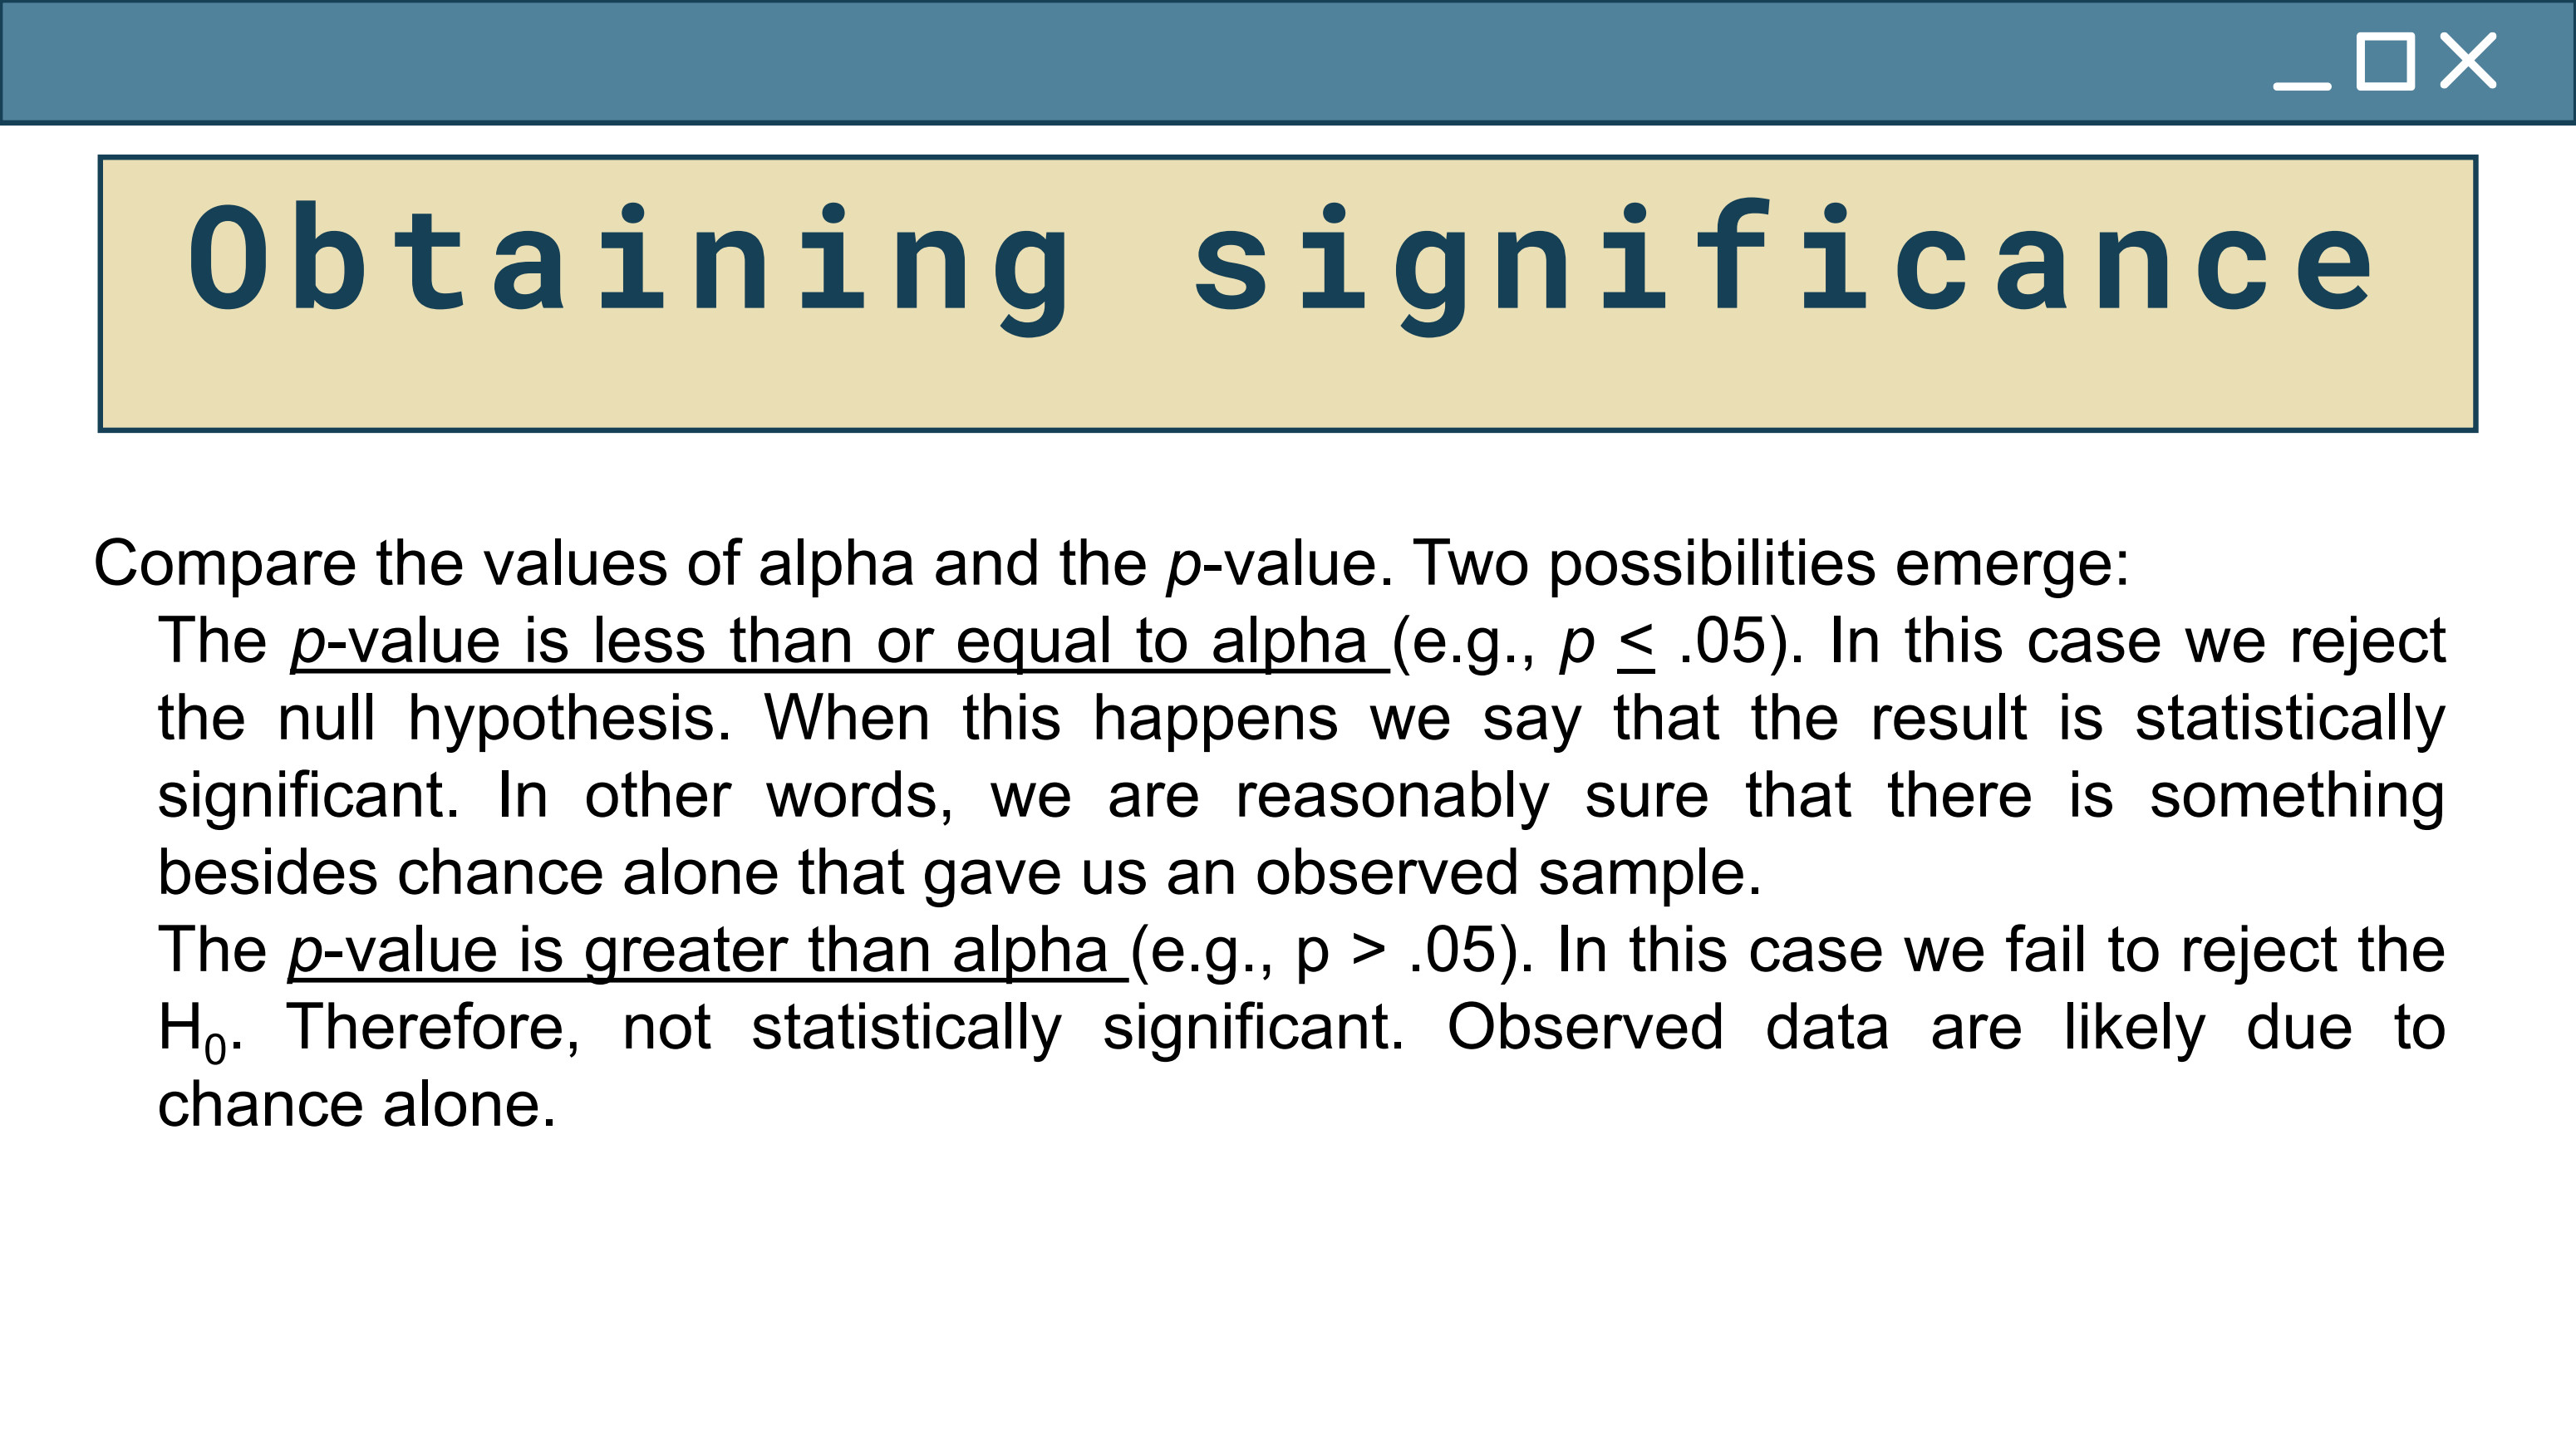 Obtaining significance
Compare the values of alpha and the p-value. Two possibilities emerge:
The p-value is less than or equal to alpha (e.g., p < .05). In this case we reject
the null hypothesis. When this happens we say that the result is statistically
significant. In other words, we are reasonably sure that there is something
besides chance alone that gave us an observed sample.
The p-value is greater than alpha (e.g., p > .05). In this case we fail to reject the
H₀. Therefore, not statistically significant. Observed data are likely due to
chance alone.